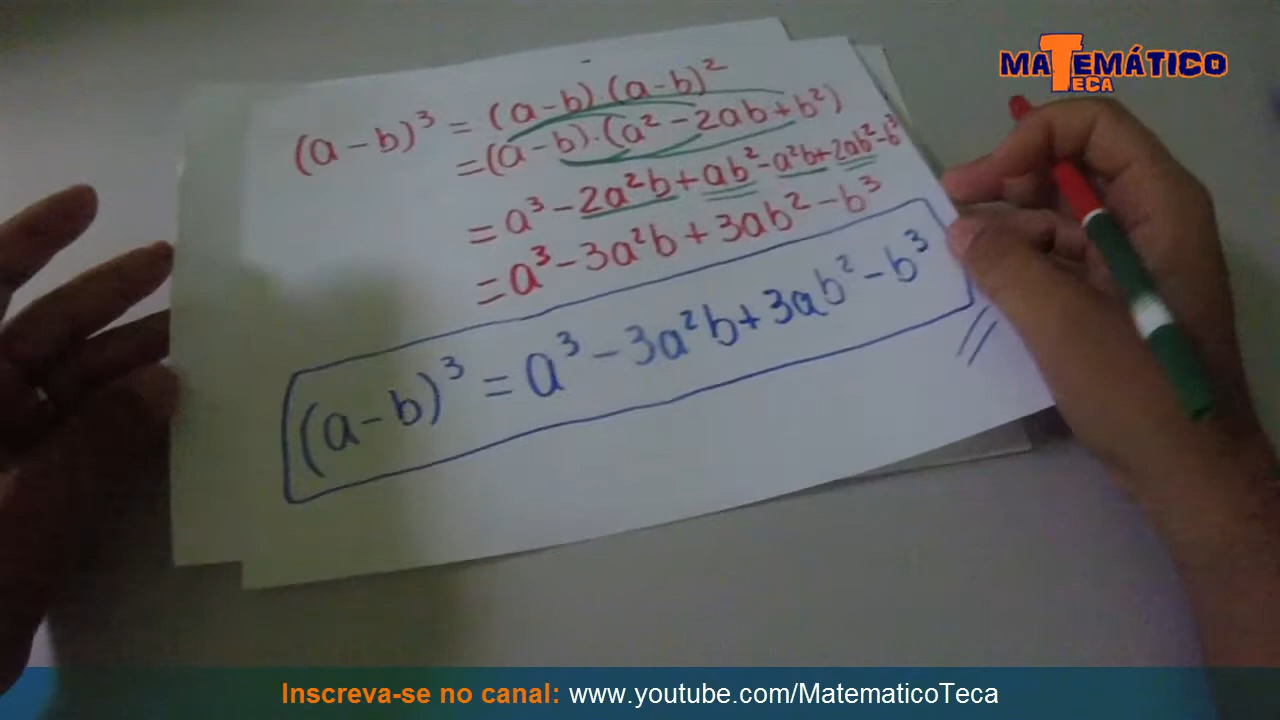 MATEMÁTICO
TECA
(a-b)³ = (a-b).(a-b)²
=(a-b).(a²-2ab+b²)
= a³-2a²b+ab²-a²b+2ab²-b³
= a³-3a²b+3ab²-b³
(a-b)³ = a³-3a²b+3ab²-b³
Inscreva-se no canal: www.youtube.com/MatematicoTeca